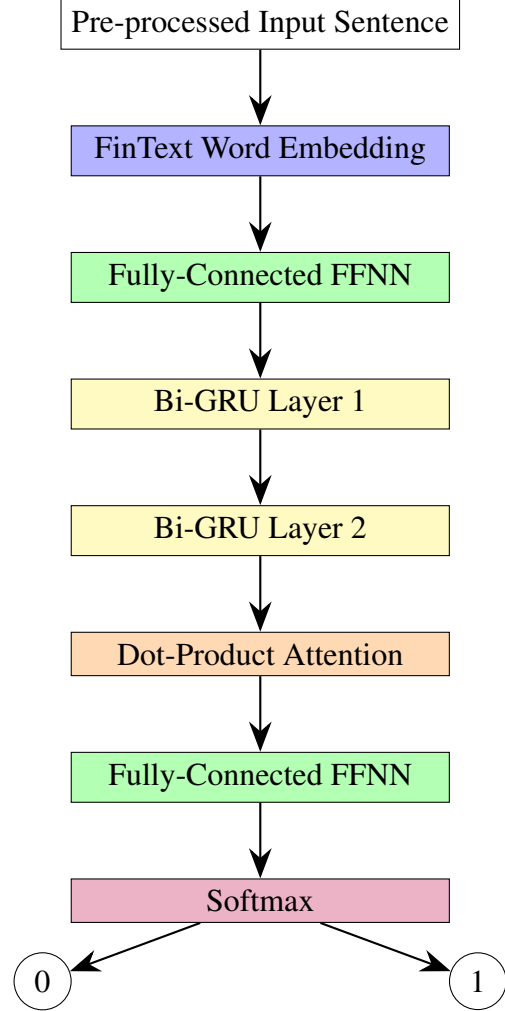 Pre-processed Input Sentence
FinText Word Embedding
Fully-Connected FFNN
Bi-GRU Layer 1
Bi-GRU Layer 2
Dot-Product Attention
Fully-Connected FFNN
Softmax
0
1